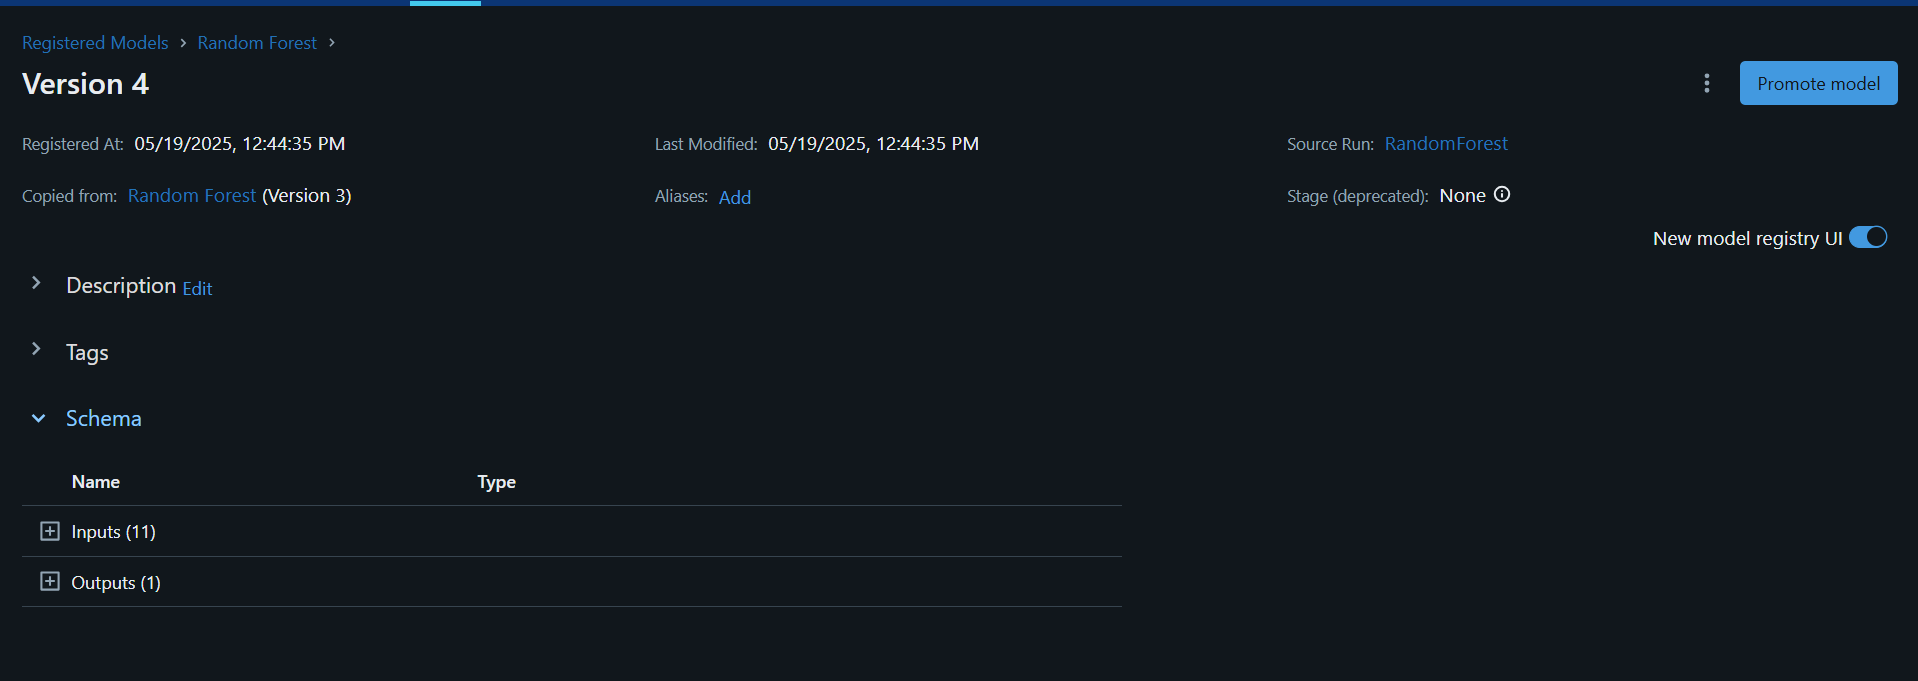 Registered Models > Random Forest >
Version 4
Promote model
Registered At: 05/19/2025, 12:44:35 PM
Last Modified: 05/19/2025, 12:44:35 PM
Source Run: RandomForest
Copied from: Random Forest (Version 3)
Aliases: Add
Stage (deprecated): None
New model registry UI
Description Edit
Tags
Schema
Name Type
Inputs (11)
Outputs (1)